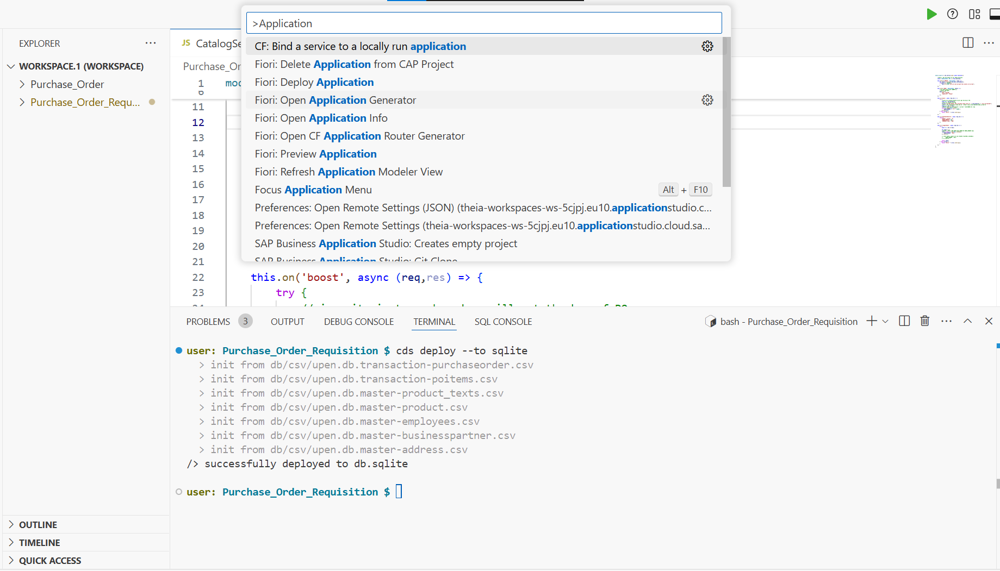 >Application
CF: Bind a service to a locally run application
Fiori: Delete Application from CAP Project
Fiori: Deploy Application
Fiori: Open Application Generator
Fiori: Open Application Info
Fiori: Open CF Application Router Generator
Fiori: Preview Application
Fiori: Refresh Application Modeler View
Focus Application Menu Alt + F10
Preferences: Open Remote Settings (JSON) (theia-workspaces-ws-5cjpj.eu10.applicationstudio.c...
Preferences: Open Remote Settings (theia-workspaces-ws-5cjpj.eu10.applicationstudio.cloud.sa...
SAP Business Application Studio: Creates empty project
SAP Business Application Studio: Git Clone
EXPLORER
WORKSPACE.1 (WORKSPACE)
Purchase_Order
Purchase_Order_Requ...
OUTLINE
TIMELINE
QUICK ACCESS
JS CatalogSe
Purchase_Or
1 mod
6
11
12
13
14
15
16
17
18
19
20
21
22 this.on('boost', async (req,res) => {
23 try {
PROBLEMS 3 OUTPUT DEBUG CONSOLE TERMINAL SQL CONSOLE
bash - Purchase_Order_Requisition
user: Purchase_Order_Requisition $ cds deploy --to sqlite
> init from db/csv/upen.db.transaction-purchaseorder.csv
> init from db/csv/upen.db.transaction-poitems.csv
> init from db/csv/upen.db.master-product_texts.csv
> init from db/csv/upen.db.master-product.csv
> init from db/csv/upen.db.master-employees.csv
> init from db/csv/upen.db.master-businesspartner.csv
> init from db/csv/upen.db.master-address.csv
/> successfully deployed to db.sqlite
user: Purchase_Order_Requisition $